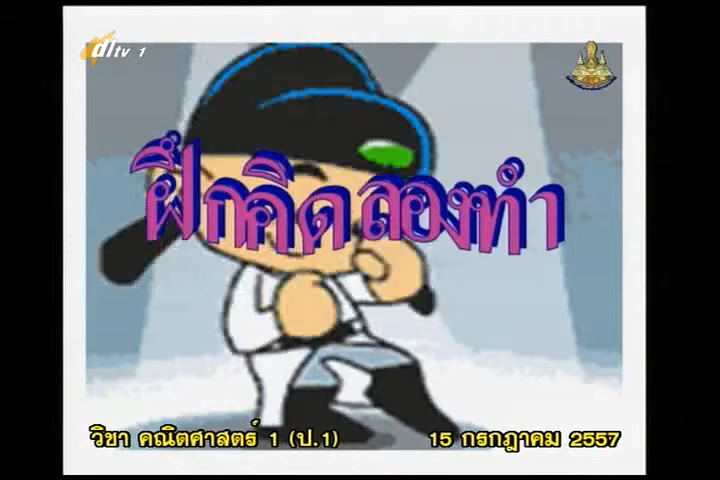 dltv 1
ฝึกคิด ลองทำ
วิชา คณิตศาสตร์ 1 (ป.1) 15 กรกฎาคม 2557